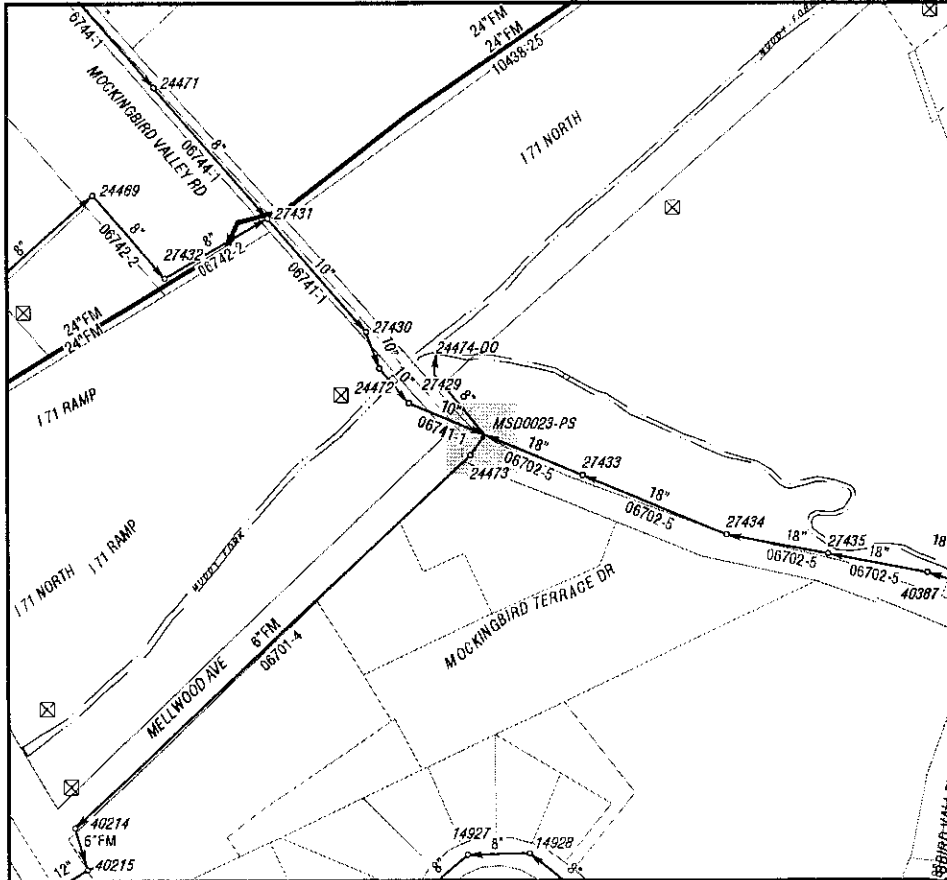 6744-1
24471
MOCKINGBIRD VALLEY RD
06744-1
8"
24"FM
24"FM
10438-25
I 71 NORTH
24469
8"
06742-2
8"
27432
8"
06742-2
27431
24"FM
24"FM
I 71 RAMP
10"
06741-1
27430
10"
10"
24472
24474-DO
27429
8"
10"
06741-1
MSD0023-PS
18"
06702-5
24473
27433
18"
06702-5
27434
18"
06702-5
27435
18"
06702-5
18"
40387
MUDDY FORK
I 71 NORTH
I 71 RAMP
MOCKINGBIRD TERRACE DR
MELLWOOD AVE
6"FM
06701-4
40214
6"FM
40215
12"
14927
8"
14928
8"
8"